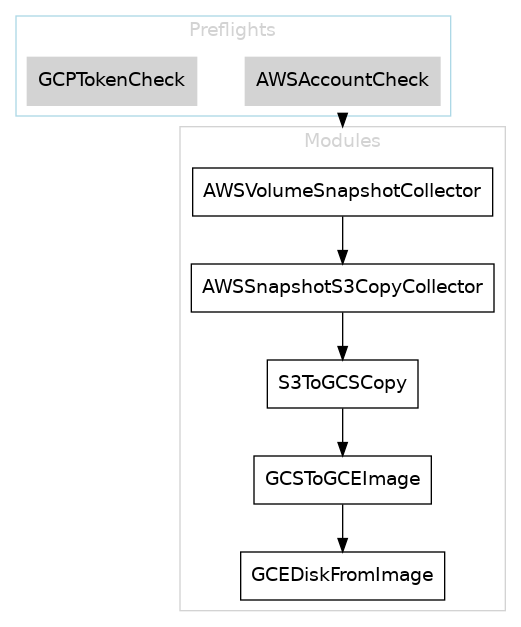 Preflights
GCPTokenCheck
AWSAccountCheck
Modules
AWSVolumeSnapshotCollector
AWSSnapshotS3CopyCollector
S3ToGCSCopy
GCSToGCEImage
GCEDiskFromImage